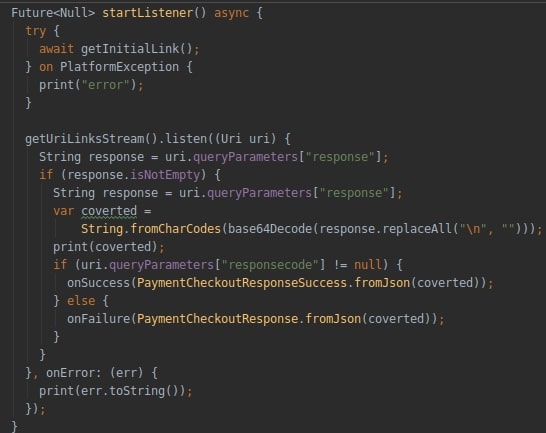 Future<Null> startListener() async {
  try {
    await getInitialLink();
  } on PlatformException {
    print("error");
  }

  getUriLinksStream().listen((Uri uri) {
    String response = uri.queryParameters["response"];
    if (response.isNotEmpty) {
      String response = uri.queryParameters["response"];
      var coverted =
          String.fromCharCodes(base64Decode(response.replaceAll("\n", "")));
      print(coverted);
      if (uri.queryParameters["responsecode"] != null) {
        onSuccess(PaymentCheckoutResponseSuccess.fromJson(coverted));
      } else {
        onFailure(PaymentCheckoutResponse.fromJson(coverted));
      }
    }
  }, onError: (err) {
    print(err.toString());
  });
}